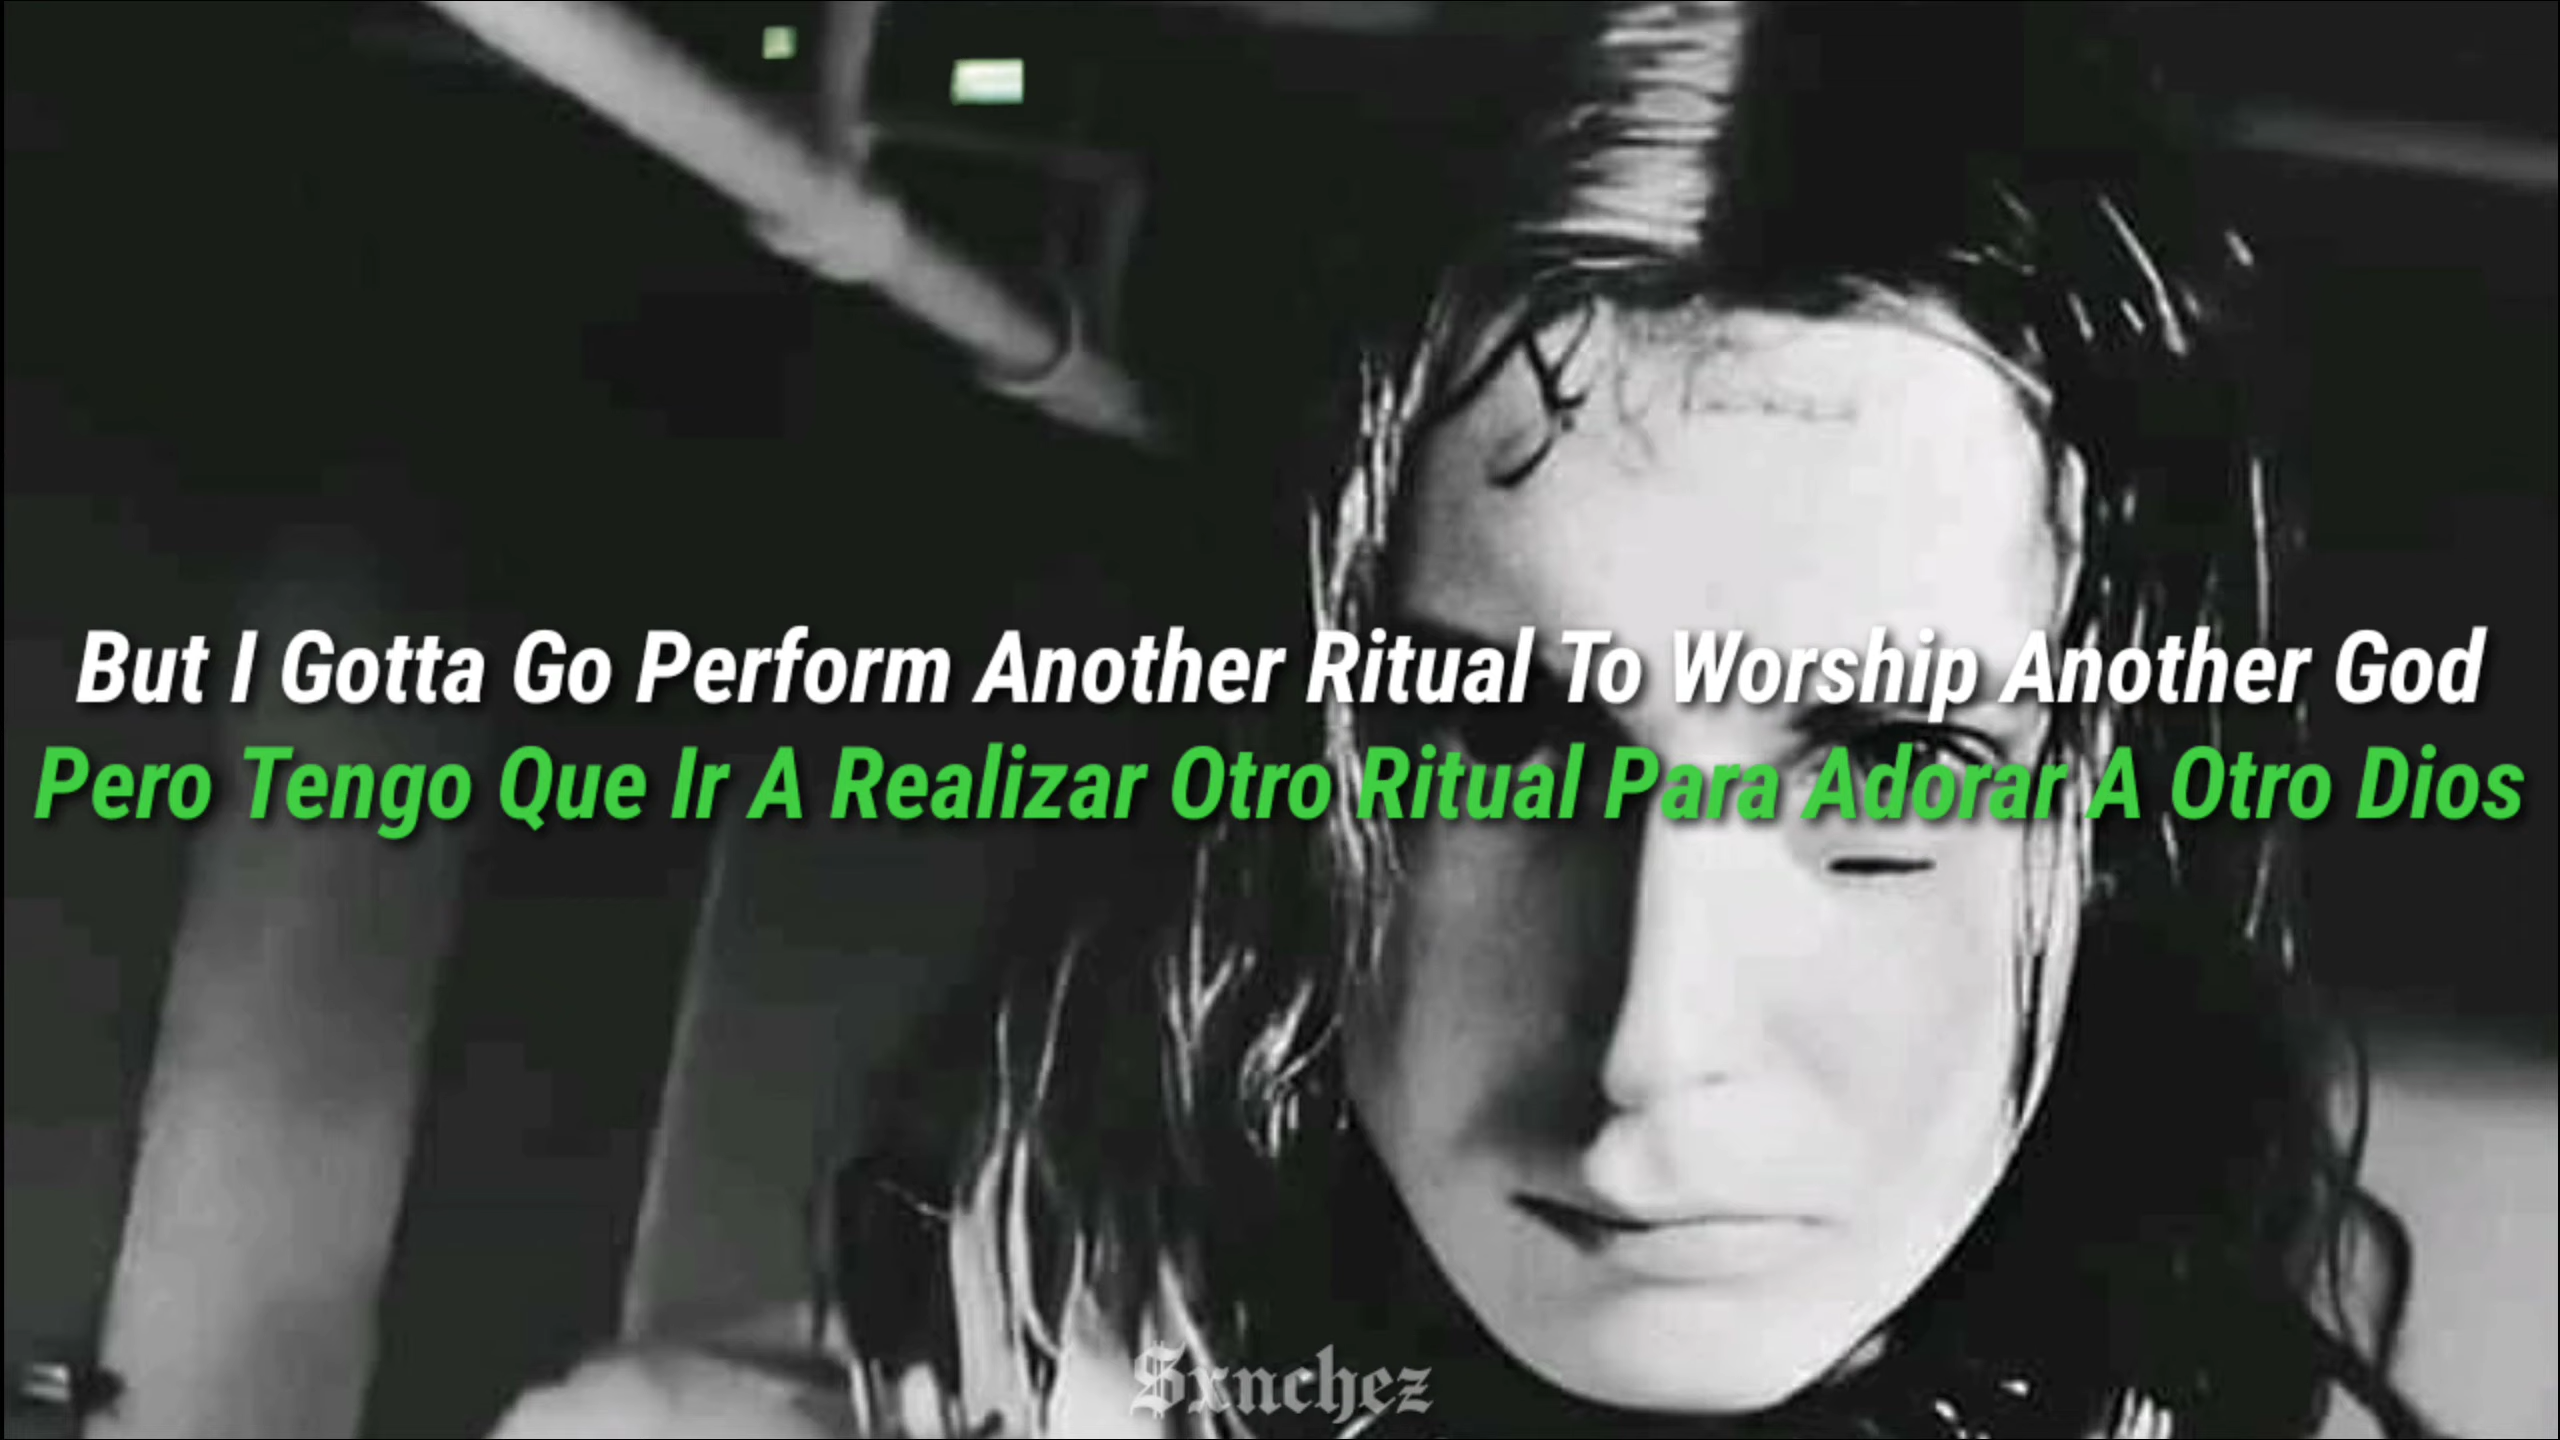 But I Gotta Go Perform Another Ritual To Worship Another God
Pero Tengo Que Ir A Realizar Otro Ritual Para Adorar A Otro Dios
$xnchez